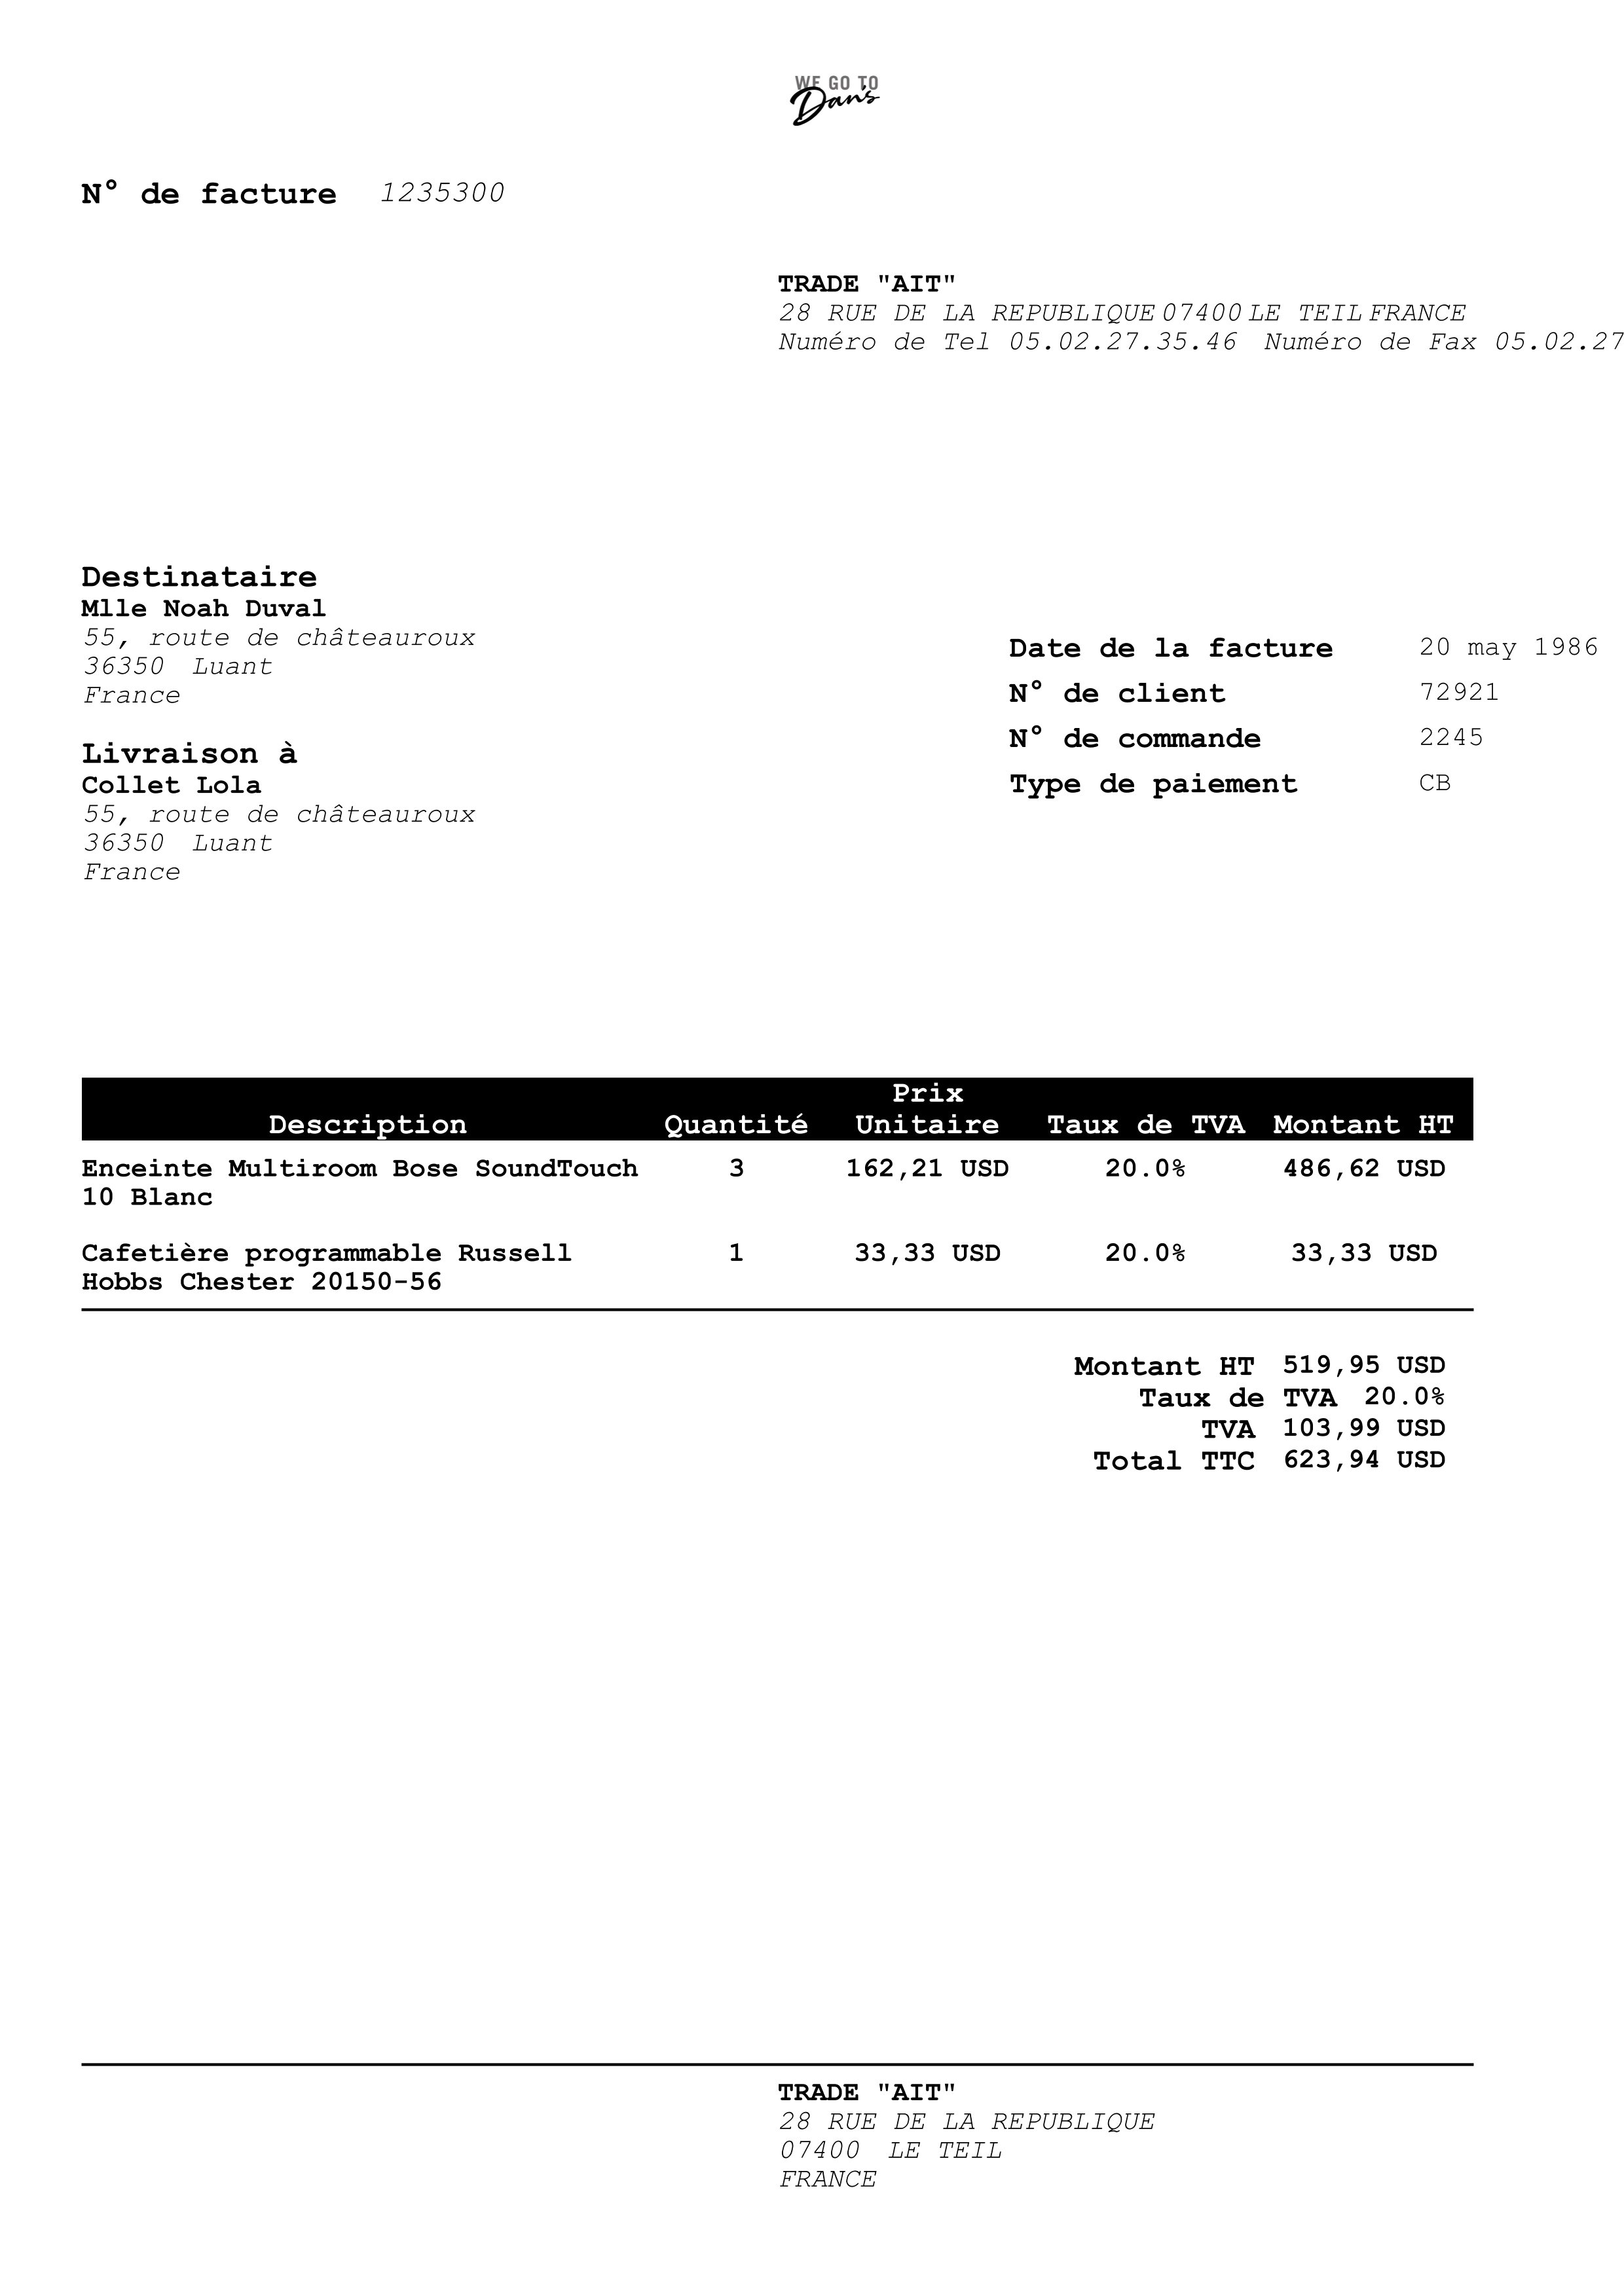 WE GO TO
Dan's
N° de facture 1235300
TRADE "AIT"
28 RUE DE LA REPUBLIQUE 07400 LE TEIL FRANCE
Numéro de Tel 05.02.27.35.46 Numéro de Fax 05.02.27
Destinataire
Mlle Noah Duval
55, route de châteauroux
36350 Luant
France
Date de la facture 20 may 1986
N° de client 72921
N° de commande 2245
Type de paiement CB
Livraison à
Collet Lola
55, route de châteauroux
36350 Luant
France
Prix
Description Quantité Unitaire Taux de TVA Montant HT
Enceinte Multiroom Bose SoundTouch 3 162,21 USD 20.0% 486,62 USD
10 Blanc
Cafetière programmable Russell 1 33,33 USD 20.0% 33,33 USD
Hobbs Chester 20150-56
Montant HT 519,95 USD
Taux de TVA 20.0%
TVA 103,99 USD
Total TTC 623,94 USD
TRADE "AIT"
28 RUE DE LA REPUBLIQUE
07400 LE TEIL
FRANCE